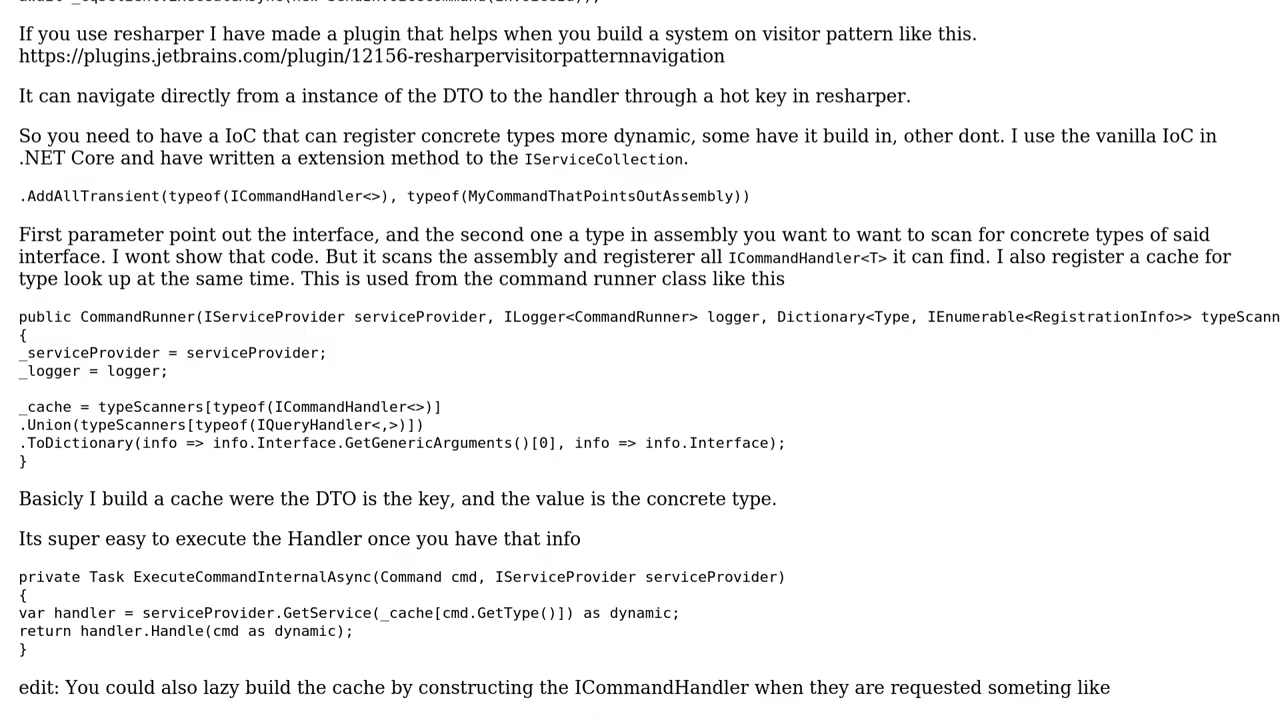 If you use resharper I have made a plugin that helps when you build a system on visitor pattern like this.
https://plugins.jetbrains.com/plugin/12156-resharpervisitorpatternnavigation
It can navigate directly from a instance of the DTO to the handler through a hot key in resharper.
So you need to have a IoC that can register concrete types more dynamic, some have it build in, other dont. I use the vanilla IoC in
.NET Core and have written a extension method to the IServiceCollection.
.AddAllTransient(typeof(ICommandHandler<>), typeof(MyCommandThatPointsOutAssembly))
First parameter point out the interface, and the second one a type in assembly you want to want to scan for concrete types of said
interface. I wont show that code. But it scans the assembly and registerer all ICommandHandler<T> it can find. I also register a cache for
type look up at the same time. This is used from the command runner class like this
public CommandRunner(IServiceProvider serviceProvider, ILogger<CommandRunner> logger, Dictionary<Type, IEnumerable<RegistrationInfo>> typeScann
{
_serviceProvider = serviceProvider;
_logger = logger;
_cache = typeScanners[typeof(ICommandHandler<>)]
.Union(typeScanners[typeof(IQueryHandler<,>)])
.ToDictionary(info => info.Interface.GetGenericArguments()[0], info => info.Interface);
}
Basicly I build a cache were the DTO is the key, and the value is the concrete type.
Its super easy to execute the Handler once you have that info
private Task ExecuteCommandInternalAsync(Command cmd, IServiceProvider serviceProvider)
{
var handler = serviceProvider.GetService(_cache[cmd.GetType()]) as dynamic;
return handler.Handle(cmd as dynamic);
}
edit: You could also lazy build the cache by constructing the ICommandHandler when they are requested someting like